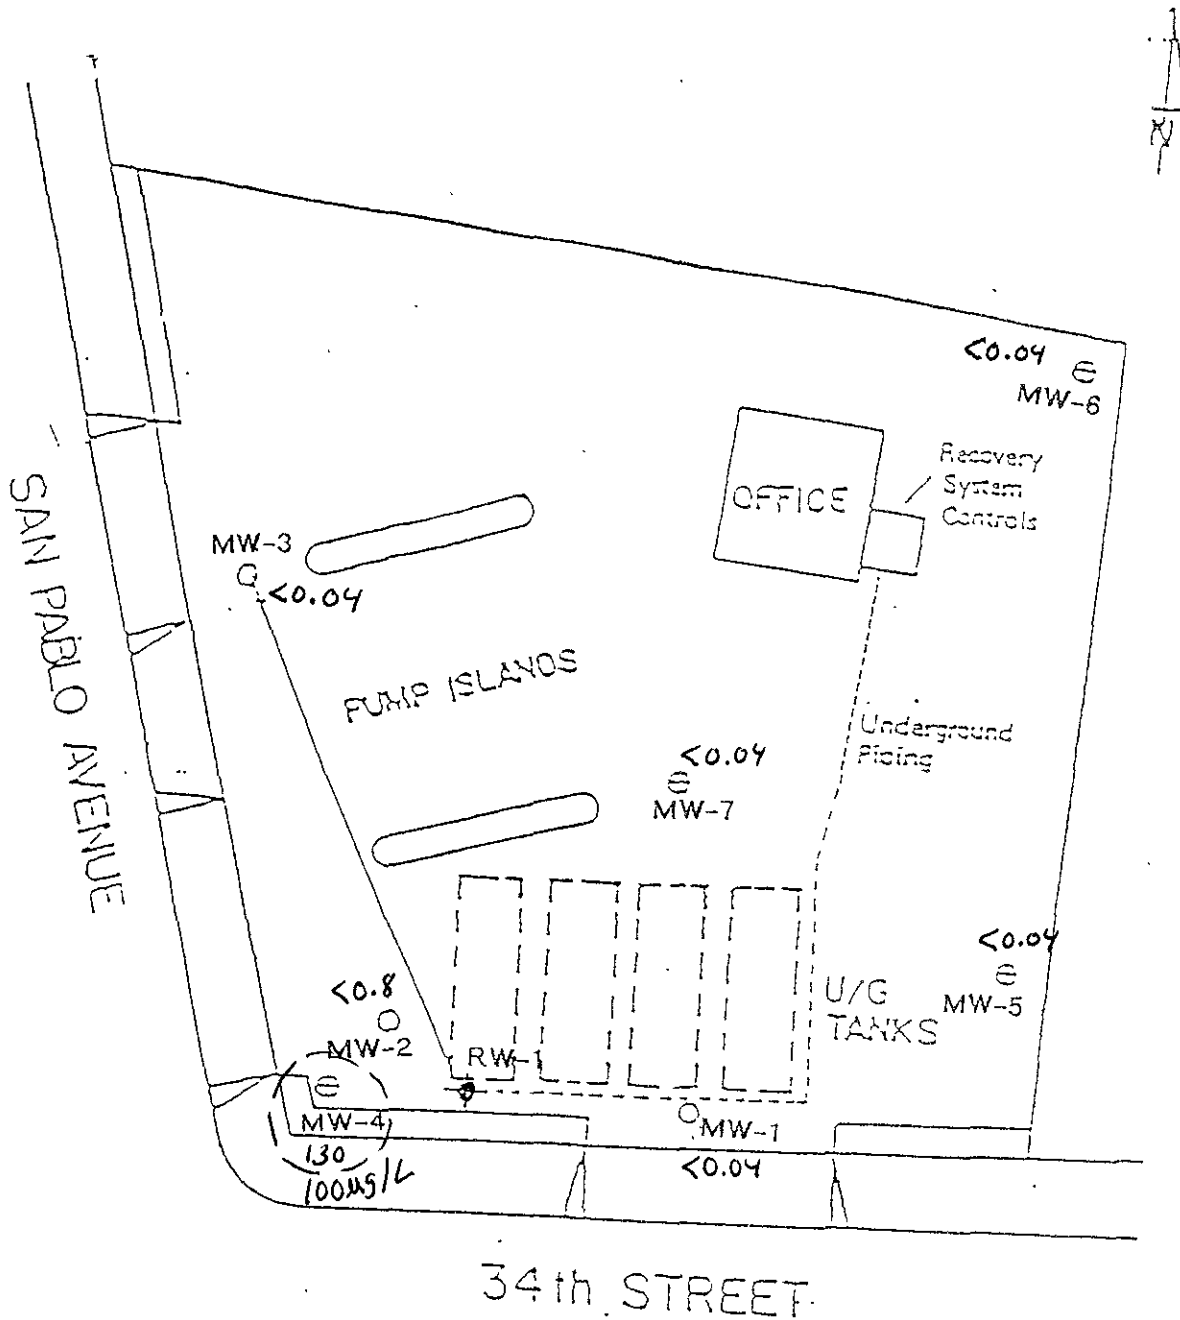 N
<0.04
MW-6
OFFICE
Recovery
System
Controls
SAN PABLO AVENUE
MW-3
<0.04
PUMP ISLANDS
Underground
Piping
<0.04
MW-7
<0.04
MW-5
U/G
TANKS
<0.8
MW-2
RW-1
MW-4
130
100µg/L
MW-1
<0.04
34th STREET